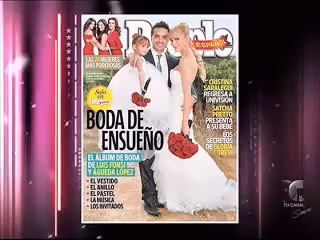 People
EN ESPAÑOL
LAS 25 MUJERES
MÁS PODEROSAS
Solo en
People
CRISTINA
SARALEGUI
REGRESA A
UNIVISIÓN
SATCHA
PRETTO
PRESENTA
A SU BEBÉ
LOS
SECRETOS
DE GLORIA
TREVI
BODA DE
ENSUEÑO
EL ÁLBUM DE BODA
DE LUIS FONSI
Y ÁGUEDA LÓPEZ
• EL VESTIDO
• EL ANILLO
• EL PASTEL
• LA MÚSICA
• LOS INVITADOS
TU CANAL